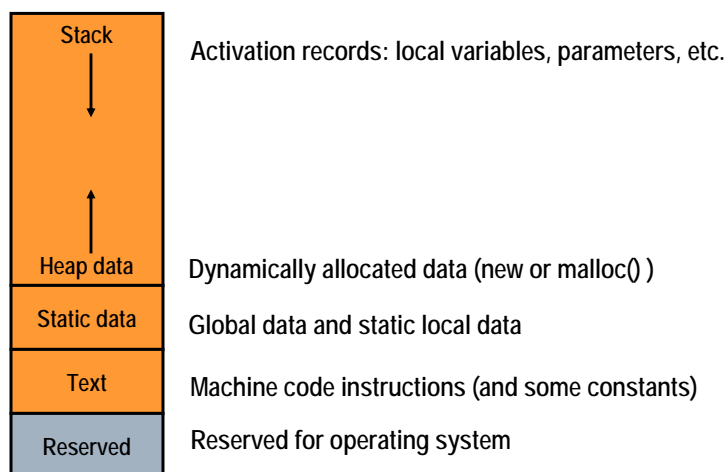 Stack
Activation records: local variables, parameters, etc.
Heap data
Dynamically allocated data (new or malloc() )
Static data
Global data and static local data
Text
Machine code instructions (and some constants)
Reserved
Reserved for operating system